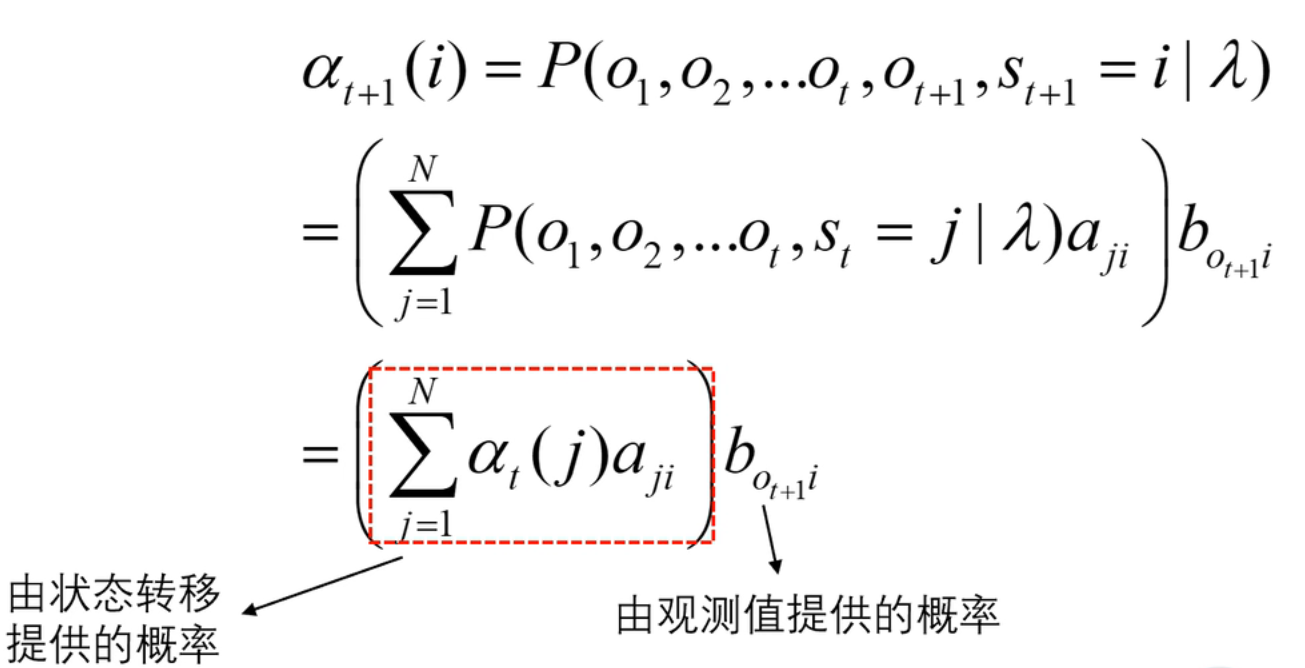 α_{t+1}(i) = P(o_1, o_2, ...o_t, o_{t+1}, s_{t+1} = i | λ)
= ( \sum_{j=1}^{N} P(o_1, o_2, ...o_t, s_t = j | λ) a_{ji} ) b_{o_{t+1} i}
= ( \sum_{j=1}^{N} α_t(j) a_{ji} ) b_{o_{t+1} i}
由状态转移
提供的概率
由观测值提供的概率